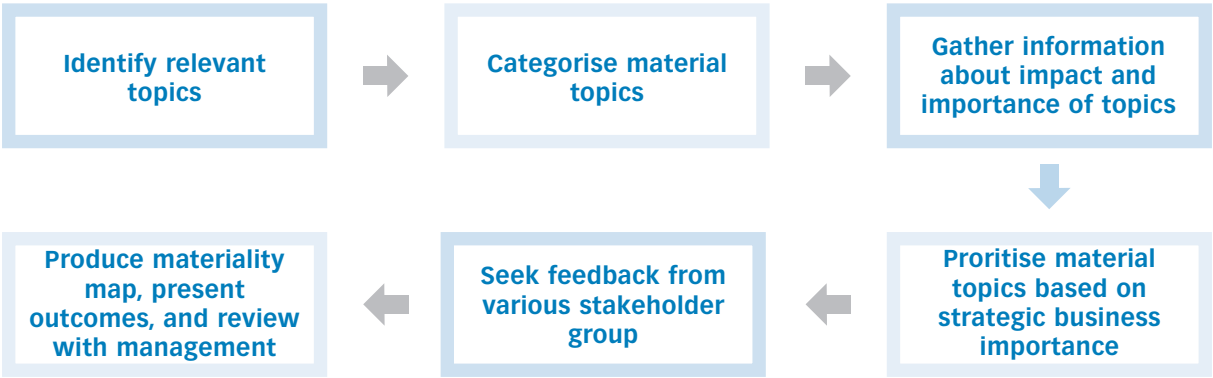 Identify relevant
topics
Categorise material
topics
Gather information
about impact and
importance of topics
Proritise material
topics based on
strategic business
importance
Seek feedback from
various stakeholder
group
Produce materiality
map, present
outcomes, and review
with management